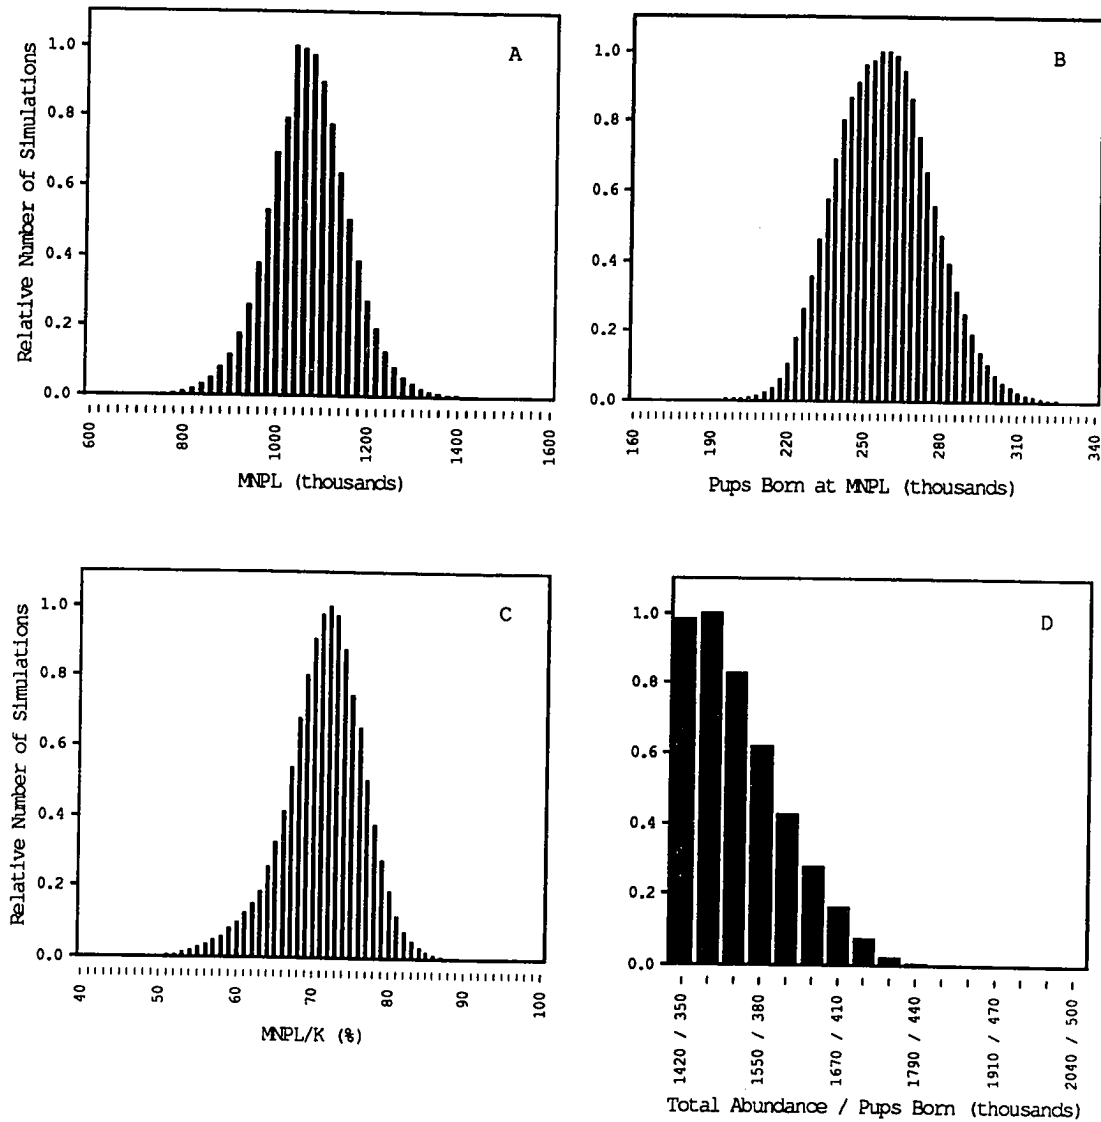 A
Relative Number of Simulations
1.0
0.8
0.6
0.4
0.2
0.0
600
800
1000
1200
1400
1600
MNPL (thousands)
B
1.0
0.8
0.6
0.4
0.2
0.0
160
190
220
250
280
310
340
Pups Born at MNPL (thousands)
C
Relative Number of Simulations
1.0
0.8
0.6
0.4
0.2
0.0
40
50
60
70
80
90
100
MNPL/K (%)
D
1.0
0.8
0.6
0.4
0.2
0.0
1420 / 350
1550 / 380
1670 / 410
1790 / 440
1910 / 470
2040 / 500
Total Abundance / Pups Born (thousands)